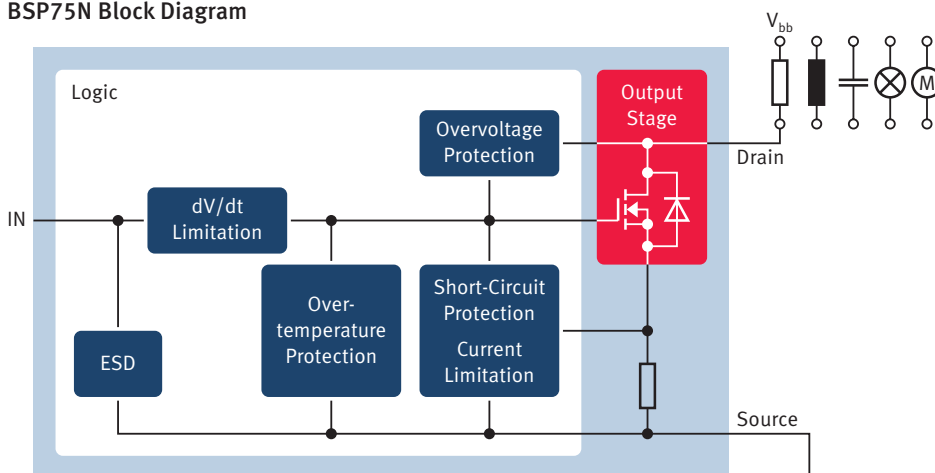 BSP75N Block Diagram
V_bb
Logic
Output
Stage
M
Overvoltage
Protection
Drain
IN
dV/dt
Limitation
Over-
temperature
Protection
Short-Circuit
Protection
Current
Limitation
ESD
Source